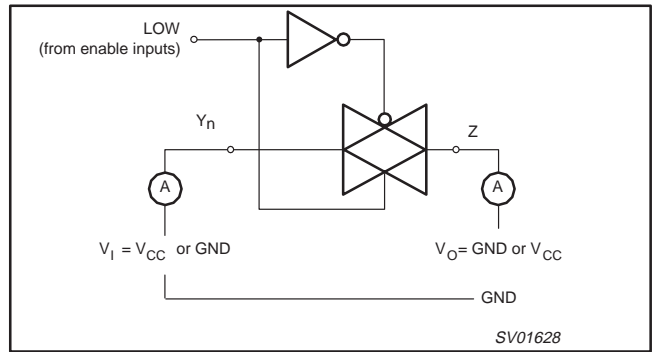 LOW
(from enable inputs)
Yn
Z
A
A
VI = VCC or GND
VO= GND or VCC
GND
SV01628